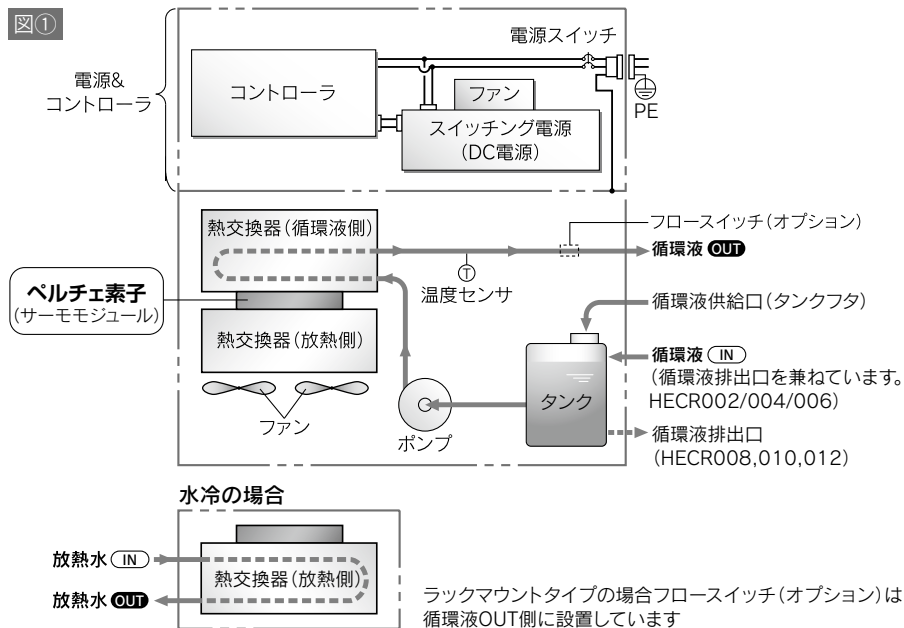 図①
電源&
コントローラ
コントローラ
電源スイッチ
ファン
スイッチング電源
(DC電源)
PE
熱交換器(循環液側)
フロースイッチ(オプション)
循環液 OUT
T
温度センサ
ペルチェ素子
(サーモモジュール)
熱交換器(放熱側)
ファン
ポンプ
タンク
循環液供給口(タンクフタ)
循環液 IN
(循環液排出口を兼ねています。
HECR002/004/006)
循環液排出口
(HECR008,010,012)
水冷の場合
放熱水 IN
放熱水 OUT
熱交換器(放熱側)
ラックマウントタイプの場合フロースイッチ(オプション)は
循環液OUT側に設置しています